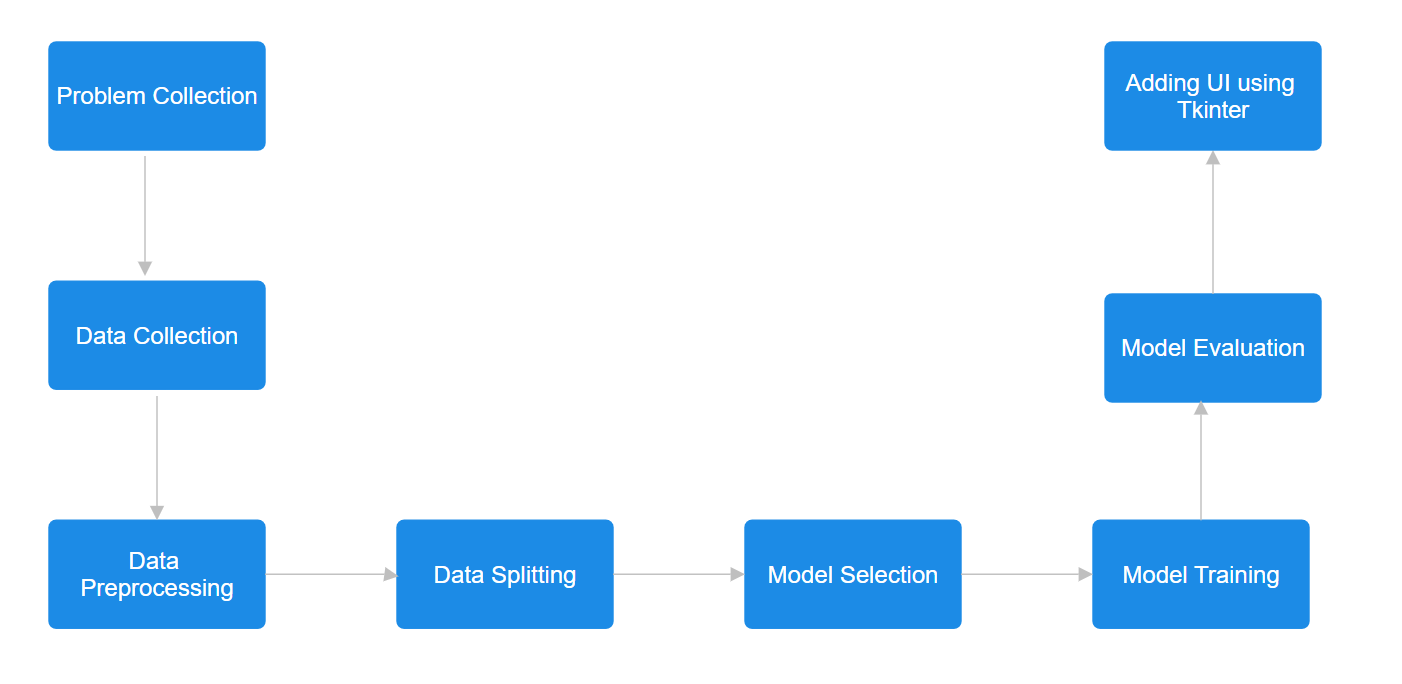 Problem Collection
Data Collection
Data
Preprocessing
Data Splitting
Model Selection
Model Training
Model Evaluation
Adding UI using
Tkinter